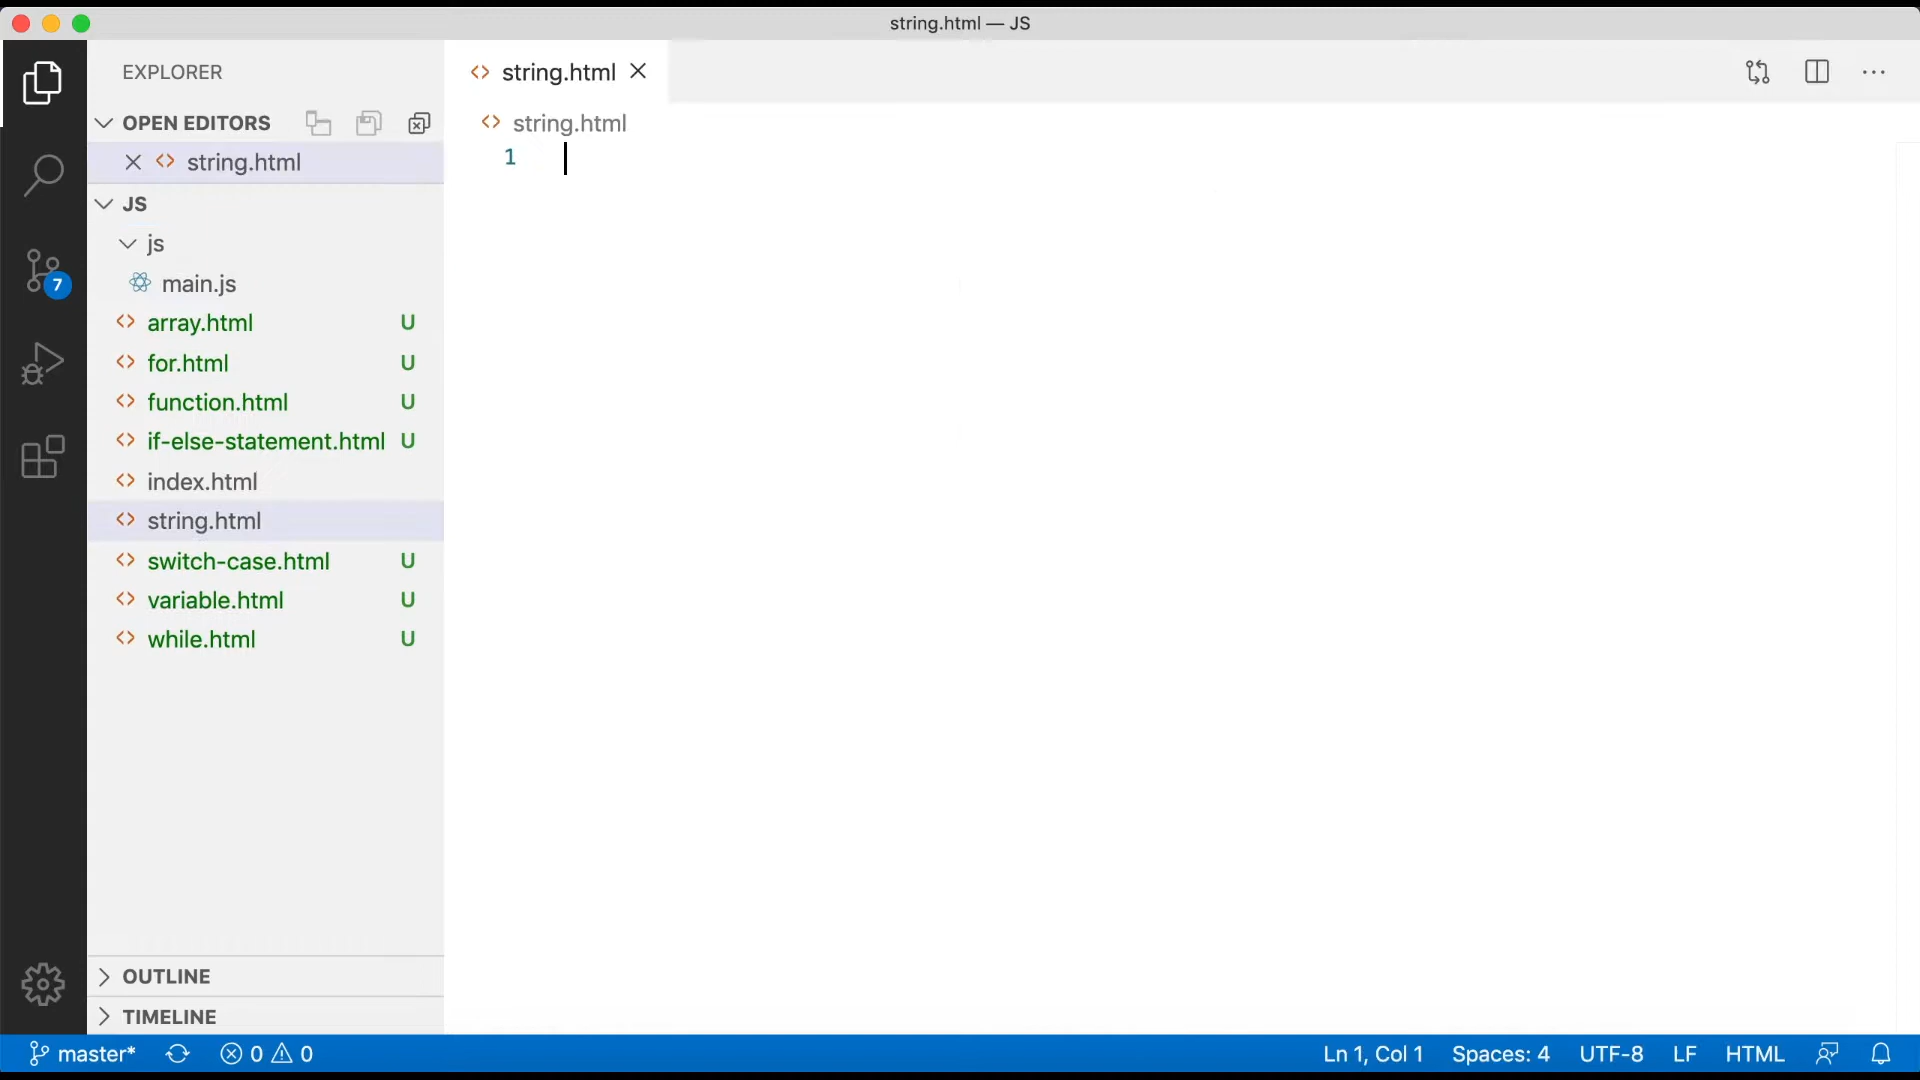 string.html — JS
EXPLORER
OPEN EDITORS
string.html
JS
js
main.js
array.html U
for.html U
function.html U
if-else-statement.html U
index.html
string.html
switch-case.html U
variable.html U
while.html U
OUTLINE
TIMELINE
7
string.html
string.html
1
master* 0 0
Ln 1, Col 1 Spaces: 4 UTF-8 LF HTML